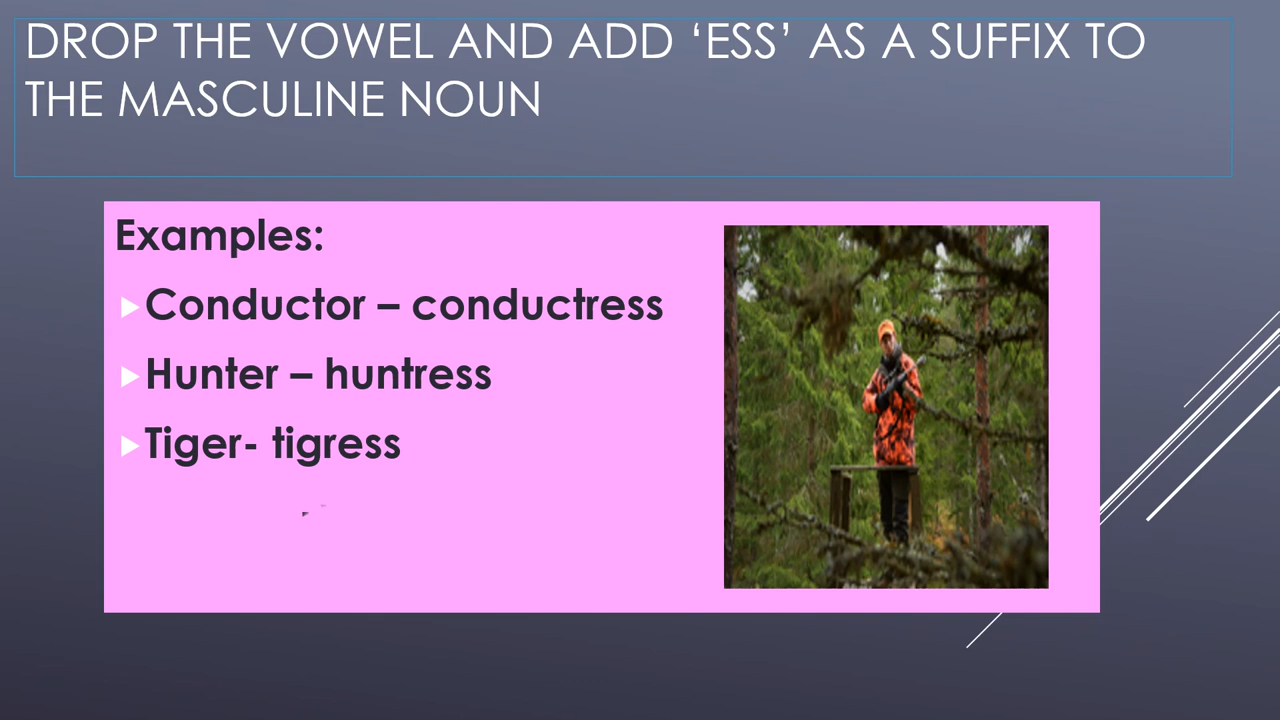 DROP THE VOWEL AND ADD ‘ESS’ AS A SUFFIX TO
THE MASCULINE NOUN
Examples:
Conductor – conductress
Hunter – huntress
Tiger- tigress